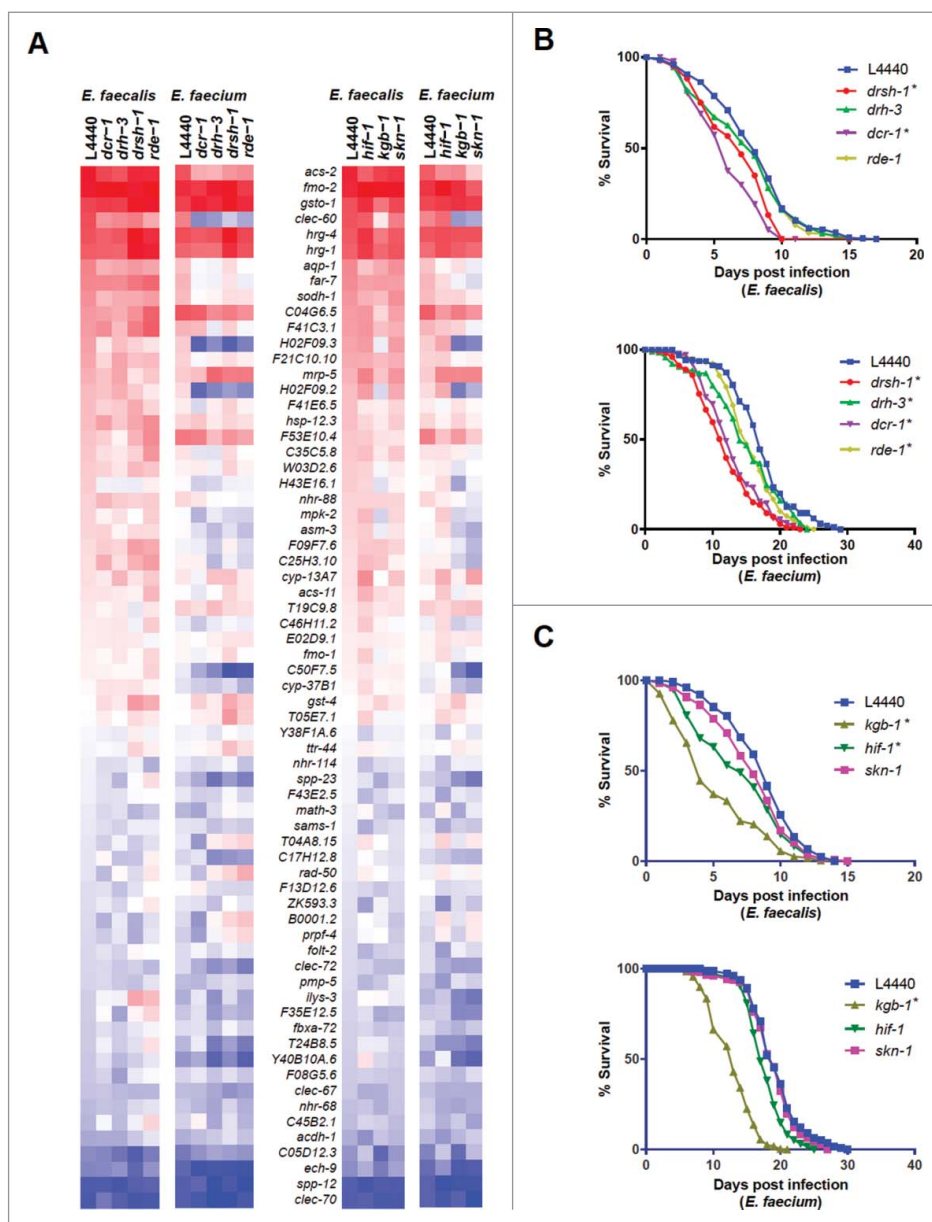 A
E. faecalis E. faecium E. faecalis E. faecium
L4440 dcr-1 drh-3 drsh-1 rde-1 L4440 dcr-1 drh-3 drsh-1 rde-1 L4440 hif-1 kgb-1 skn-1 L4440 hif-1 kgb-1 skn-1
acs-2
fmo-2
gsto-1
clec-60
hrg-4
hrg-1
aqp-1
far-7
sodh-1
C04G6.5
F41C3.1
H02F09.3
F21C10.10
mrp-5
H02F09.2
F41E6.5
hsp-12.3
F53E10.4
C35C5.8
W03D2.6
H43E16.1
nhr-88
mpk-2
asm-3
F09F7.6
C25H3.10
cyp-13A7
acs-11
T19C9.8
C46H11.2
E02D9.1
fmo-1
C50F7.5
cyp-37B1
gst-4
T05E7.1
Y38F1A.6
ttr-44
nhr-114
spp-23
F43E2.5
math-3
sams-1
T04A8.15
C17H12.8
rad-50
F13D12.6
ZK593.3
B0001.2
prpf-4
folt-2
clec-72
pmp-5
ilys-3
F35E12.5
fbxa-72
T24B8.5
Y40B10A.6
F08G5.6
clec-67
nhr-68
C45B2.1
acdh-1
C05D12.3
ech-9
spp-12
clec-70
B
% Survival
100
50
0
0 5 10 15 20
Days post infection
(E. faecalis)
L4440
drsh-1*
drh-3
dcr-1*
rde-1
% Survival
100
50
0
0 10 20 30 40
Days post infection
(E. faecium)
L4440
drsh-1*
drh-3*
dcr-1*
rde-1*
C
% Survival
100
50
0
0 5 10 15 20
Days post infection
(E. faecalis)
L4440
kgb-1*
hif-1*
skn-1
% Survival
100
50
0
0 10 20 30 40
Days post infection
(E. faecium)
L4440
kgb-1*
hif-1
skn-1